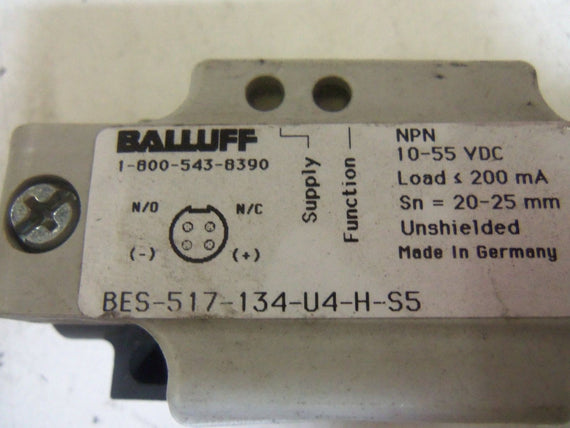 BALLUFF
1-800-543-8390
N/O N/C
(-) (+)
Supply
Function
NPN
10-55 VDC
Load ≤ 200 mA
Sn = 20-25 mm
Unshielded
Made In Germany
BES-517-134-U4-H-S5